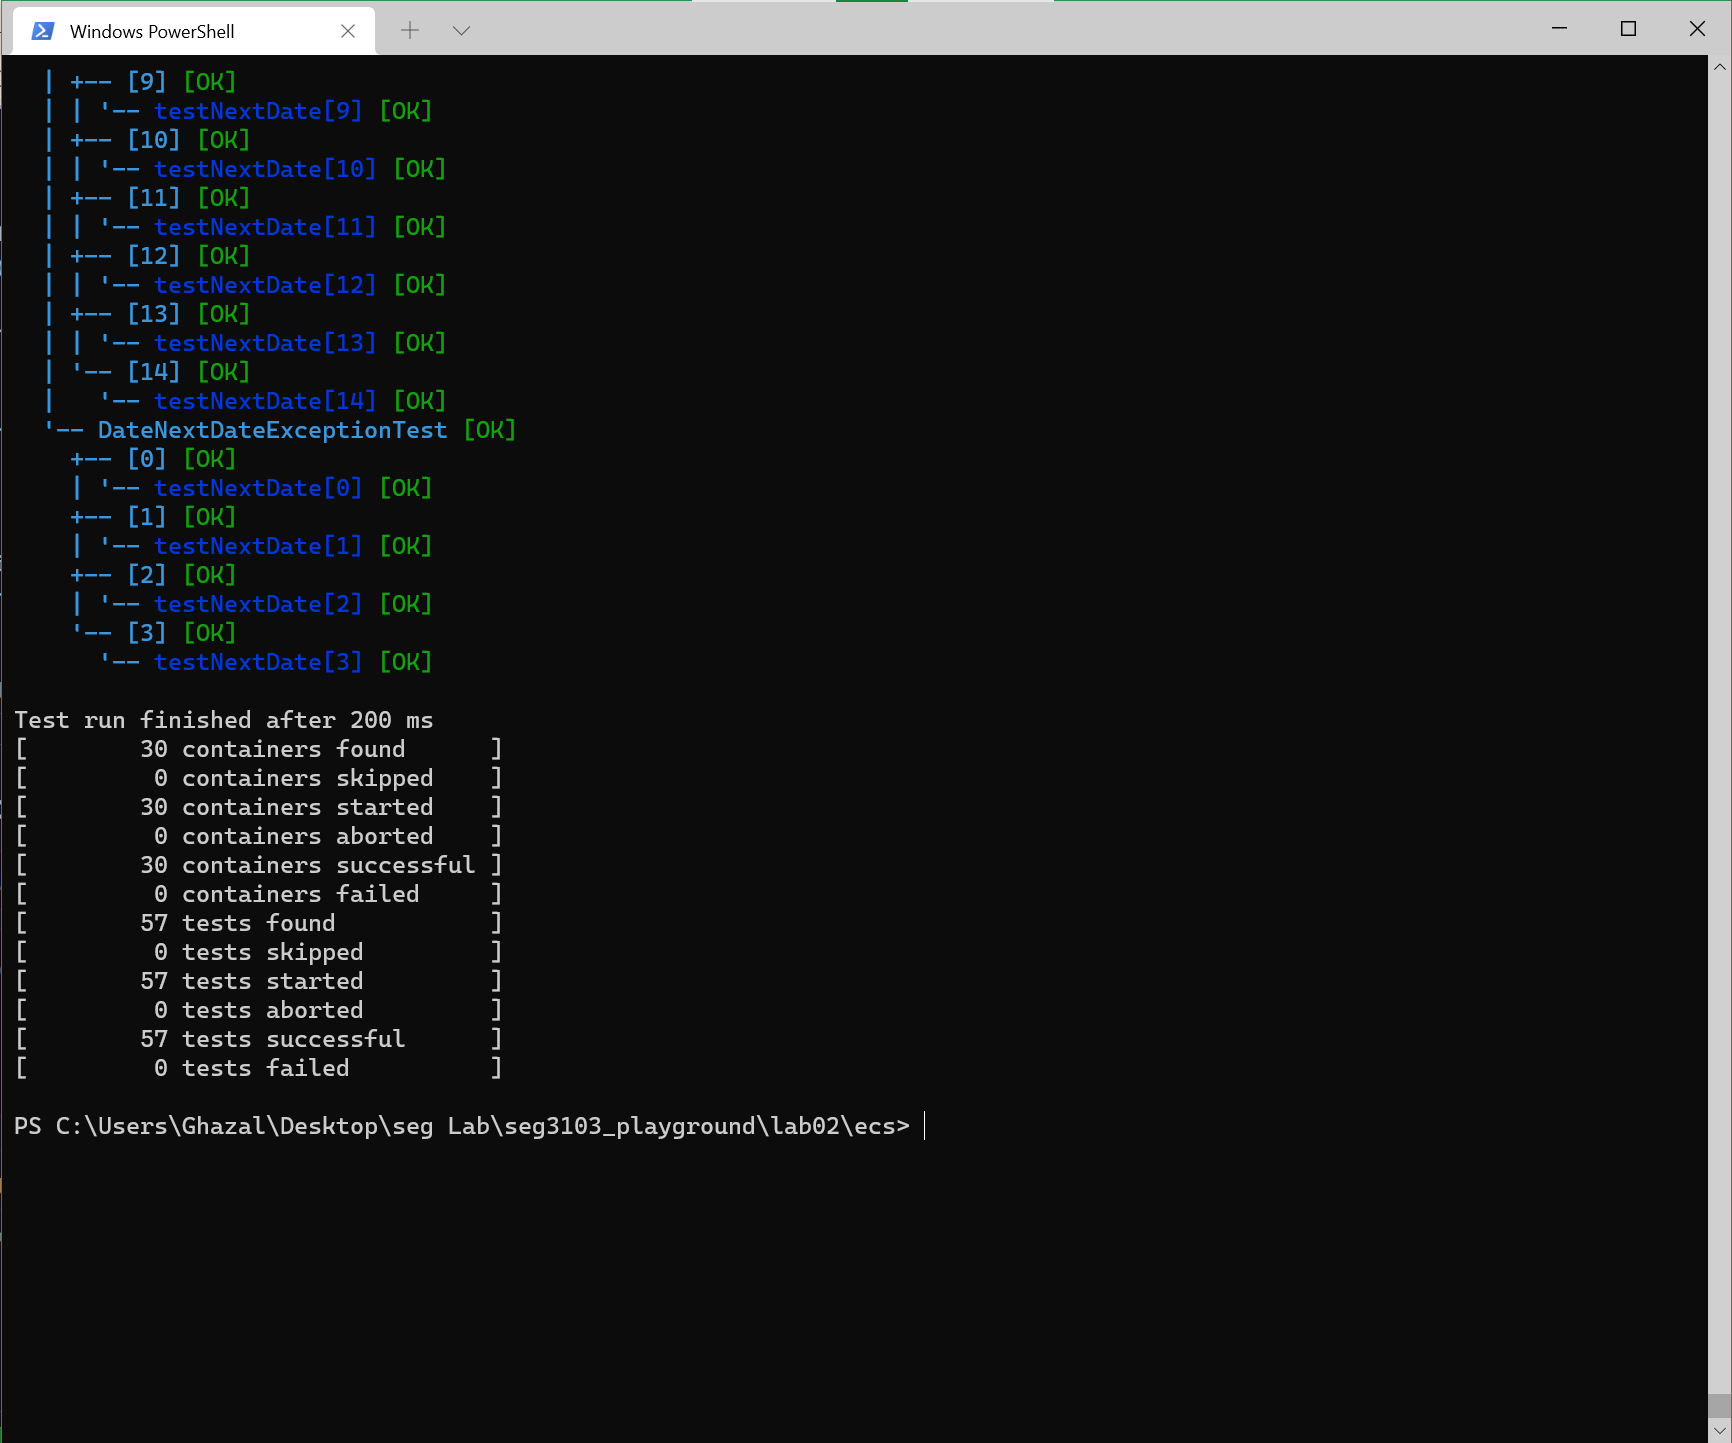 Windows PowerShell
| +-- [9] [OK]
| | '-- testNextDate[9] [OK]
| +-- [10] [OK]
| | '-- testNextDate[10] [OK]
| +-- [11] [OK]
| | '-- testNextDate[11] [OK]
| +-- [12] [OK]
| | '-- testNextDate[12] [OK]
| +-- [13] [OK]
| | '-- testNextDate[13] [OK]
| '-- [14] [OK]
|   '-- testNextDate[14] [OK]
'-- DateNextDateExceptionTest [OK]
  +-- [0] [OK]
  | '-- testNextDate[0] [OK]
  +-- [1] [OK]
  | '-- testNextDate[1] [OK]
  +-- [2] [OK]
  | '-- testNextDate[2] [OK]
  '-- [3] [OK]
    '-- testNextDate[3] [OK]
Test run finished after 200 ms
[         30 containers found      ]
[          0 containers skipped    ]
[         30 containers started    ]
[          0 containers aborted    ]
[         30 containers successful ]
[          0 containers failed     ]
[         57 tests found           ]
[          0 tests skipped         ]
[         57 tests started         ]
[          0 tests aborted         ]
[         57 tests successful      ]
[          0 tests failed          ]
PS C:\Users\Ghazal\Desktop\seg Lab\seg3103_playground\lab02\ecs>